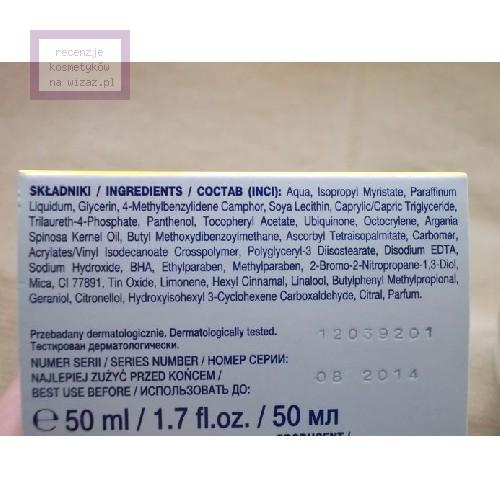 recenzje
kosmetyków
na wizaz.pl
SKŁADNIKI / INGREDIENTS / СОСТАВ (INCI): Aqua, Isopropyl Myristate, Paraffinum
Liquidum, Glycerin, 4-Methylbenzylidene Camphor, Soya Lecithin, Caprylic/Capric Triglyceride,
Trilaureth-4-Phosphate, Panthenol, Tocopheryl Acetate, Ubiquinone, Octocrylene, Argania
Spinosa Kernel Oil, Butyl Methoxydibenzoylmethane, Ascorbyl Tetraisopalmitate, Carbomer,
Acrylates/Vinyl Isodecanoate Crosspolymer, Polyglyceryl-3 Diisostearate, Disodium EDTA,
Sodium Hydroxide, BHA, Ethylparaben, Methylparaben, 2-Bromo-2-Nitropropane-1,3-Diol,
Mica, CI 77891, Tin Oxide, Limonene, Hexyl Cinnamal, Linalool, Butylphenyl Methylpropional,
Geraniol, Citronellol, Hydroxyisohexyl 3-Cyclohexene Carboxaldehyde, Citral, Parfum.
Przebadany dermatologicznie. Dermatologically tested.
Тестирован дерматологически.
12039201
NUMER SERII / SERIES NUMBER / НОМЕР СЕРИИ:
NAJLEPIEJ ZUŻYĆ PRZED KOŃCEM /
08 2014
BEST USE BEFORE / ИСПОЛЬЗОВАТЬ ДО:
℮ 50 ml / 1.7 fl.oz. / 50 мл
PRODUCENT /